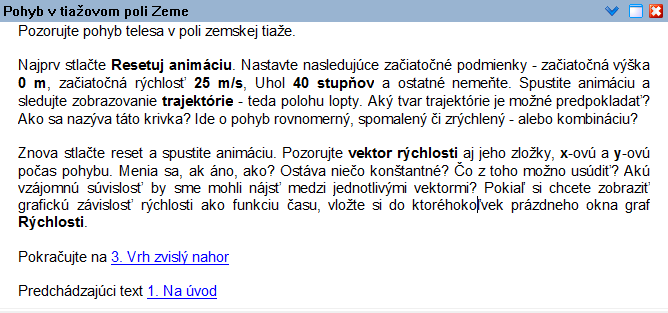 Pohyb v tiažovom poli Zeme
Pozorujte pohyb telesa v poli zemskej tiaže.
Najprv stlačte Resetuj animáciu. Nastavte nasledujúce začiatočné podmienky - začiatočná výška
0 m, začiatočná rýchlosť 25 m/s, Uhol 40 stupňov a ostatné nemeňte. Spustite animáciu a
sledujte zobrazovanie trajektórie - teda polohu lopty. Aký tvar trajektórie je možné predpokladať?
Ako sa nazýva táto krivka? Ide o pohyb rovnomerný, spomalený či zrýchlený - alebo kombináciu?
Znova stlačte reset a spustite animáciu. Pozorujte vektor rýchlosti aj jeho zložky, x-ovú a y-ovú
počas pohybu. Menia sa, ak áno, ako? Ostáva niečo konštantné? Čo z toho možno usúdiť? Akú
vzájomnú súvislosť by sme mohli nájsť medzi jednotlivými vektormi? Pokiaľ si chcete zobraziť
grafickú závislosť rýchlosti ako funkciu času, vložte si do ktoréhokoľvek prázdneho okna graf
Rýchlosti.
Pokračujte na 3. Vrh zvislý nahor
Predchádzajúci text 1. Na úvod